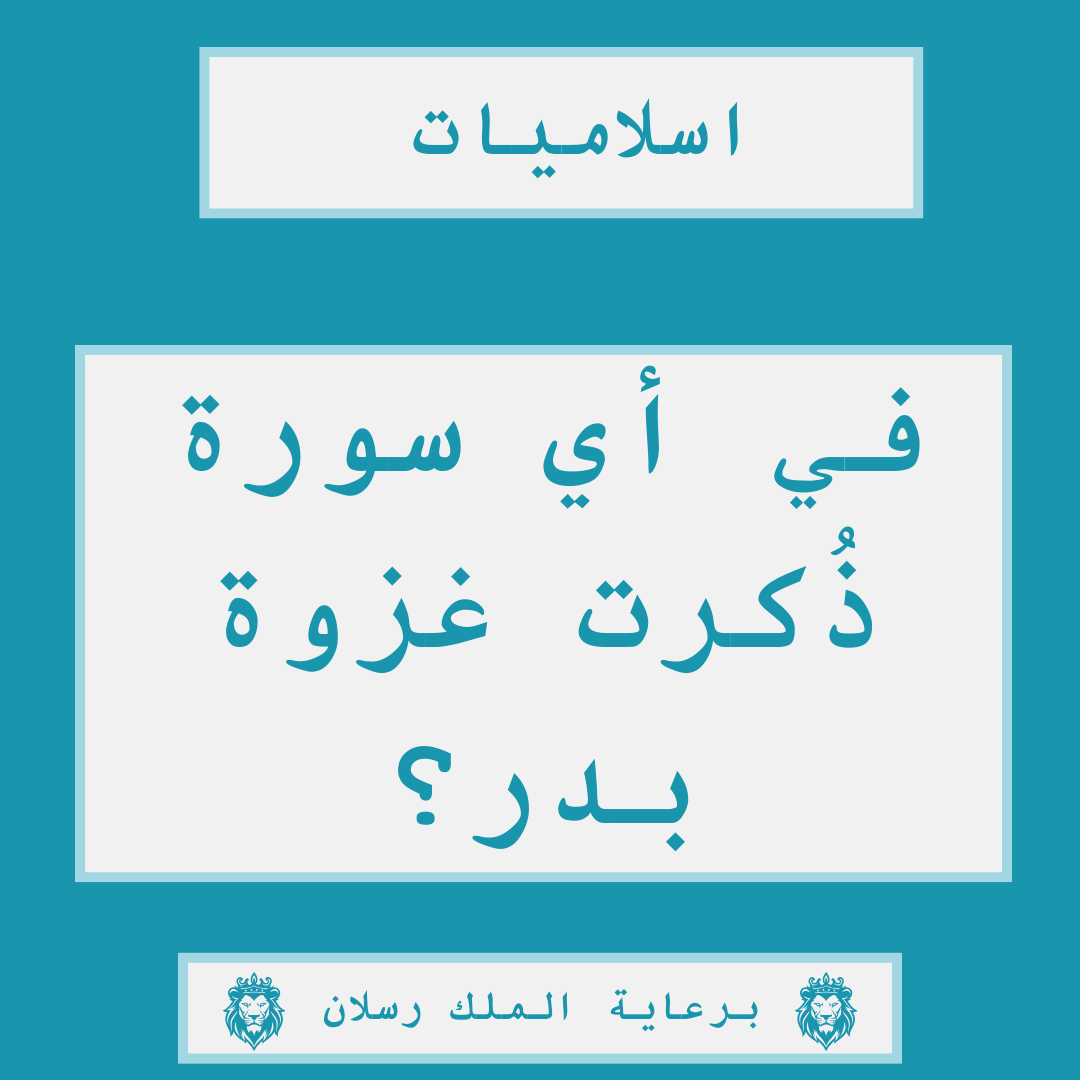 اسلاميات
في أي سورة
ذُكرت غزوة
بدر؟
برعاية الملك رسلان